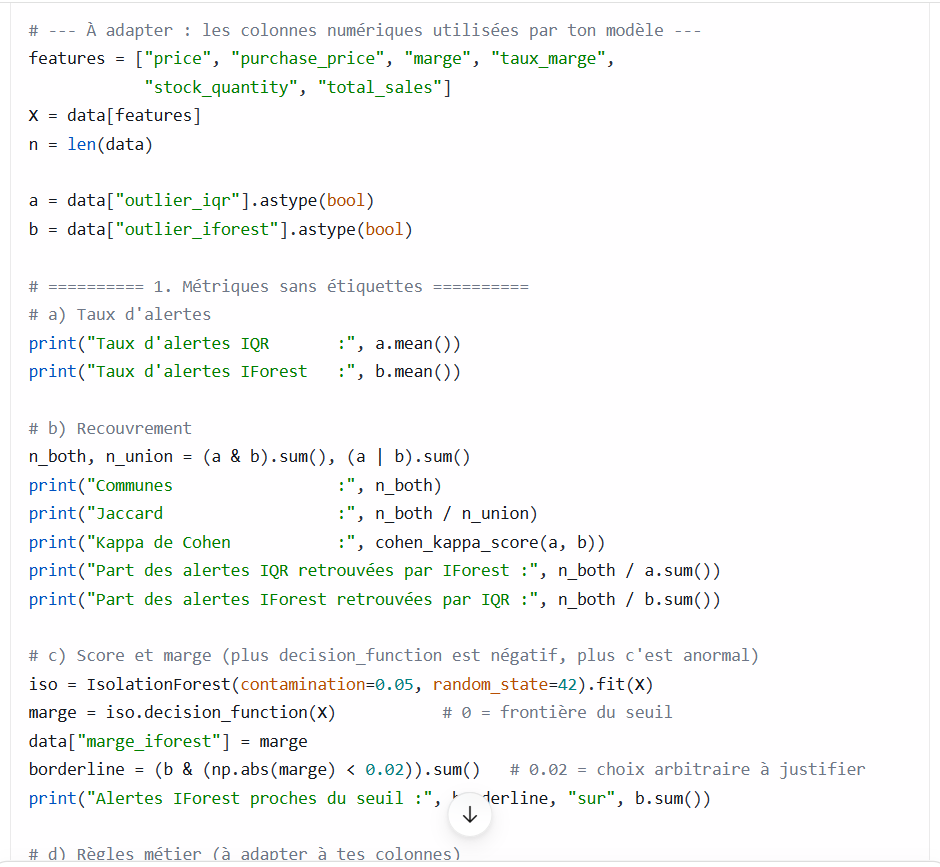 # --- À adapter : les colonnes numériques utilisées par ton modèle ---
features = ["price", "purchase_price", "marge", "taux_marge",
            "stock_quantity", "total_sales"]
X = data[features]
n = len(data)

a = data["outlier_iqr"].astype(bool)
b = data["outlier_iforest"].astype(bool)

# ========== 1. Métriques sans étiquettes ==========
# a) Taux d'alertes
print("Taux d'alertes IQR       :", a.mean())
print("Taux d'alertes IForest   :", b.mean())

# b) Recouvrement
n_both, n_union = (a & b).sum(), (a | b).sum()
print("Communes                 :", n_both)
print("Jaccard                  :", n_both / n_union)
print("Kappa de Cohen           :", cohen_kappa_score(a, b))
print("Part des alertes IQR retrouvées par IForest :", n_both / a.sum())
print("Part des alertes IForest retrouvées par IQR :", n_both / b.sum())

# c) Score et marge (plus decision_function est négatif, plus c'est anormal)
iso = IsolationForest(contamination=0.05, random_state=42).fit(X)
marge = iso.decision_function(X)           # 0 = frontière du seuil
data["marge_iforest"] = marge
borderline = (b & (np.abs(marge) < 0.02)).sum()   # 0.02 = choix arbitraire à justifier
print("Alertes IForest proches du seuil :", derline, "sur", b.sum())

# d) Règles métier (à adapter à tes colonnes)